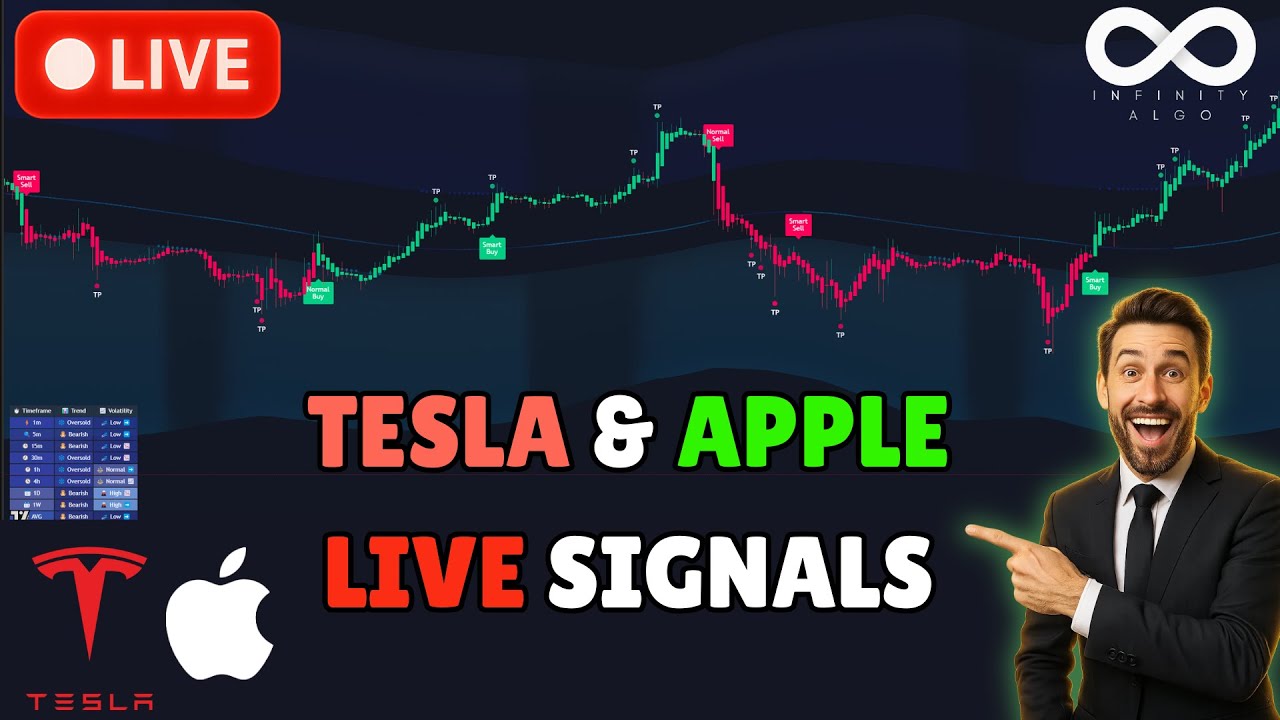 LIVE
INFINITY
ALGO
TP
TP
Normal
Sell
TP
TP
TP
TP
TP
TP
Smart
Sell
TP
Smart
Sell
Smart
Buy
TP
TP
Smart
Buy
TP
Normal
Buy
TP
TP
TP
TP
TP
TESLA & APPLE
Timeframe Trend Volatility
1m Oversold Low
5m Bearish Low
15m Bearish Low
30m Oversold Low
1h Oversold Normal
4h Oversold Normal
1D Bearish High
1W Bearish High
AVG Bearish Low
LIVE SIGNALS
TESLA